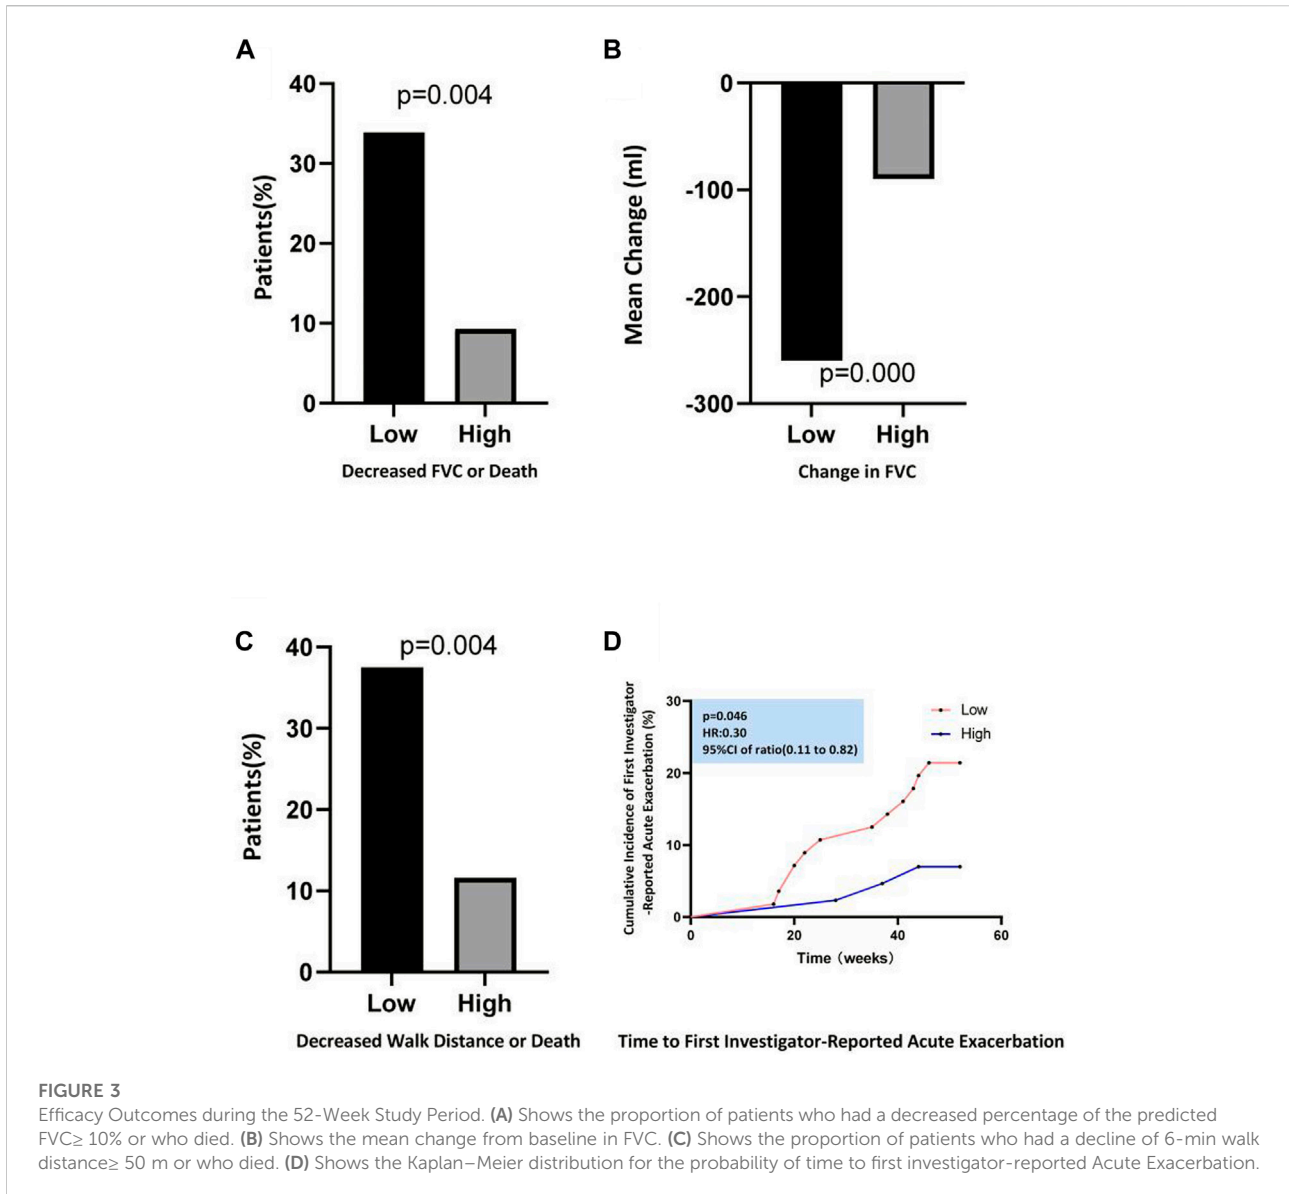 A
40
30
20
10
0
Patients(%)
p=0.004
Low High
Decreased FVC or Death
B
0
-100
-200
-300
Mean Change (ml)
p=0.000
Low High
Change in FVC
C
40
30
20
10
0
Patients(%)
p=0.004
Low High
Decreased Walk Distance or Death
D
30
20
10
0
Cumulative Incidence of First Investigator
-Reported Acute Exacerbation (%)
p=0.046
HR:0.30
95%CI of ratio(0.11 to 0.82)
Low
High
0 20 40 60
Time（weeks）
Time to First Investigator-Reported Acute Exacerbation
FIGURE 3
Efficacy Outcomes during the 52-Week Study Period. (A) Shows the proportion of patients who had a decreased percentage of the predicted
FVC≥ 10% or who died. (B) Shows the mean change from baseline in FVC. (C) Shows the proportion of patients who had a decline of 6-min walk
distance≥ 50 m or who died. (D) Shows the Kaplan–Meier distribution for the probability of time to first investigator-reported Acute Exacerbation.